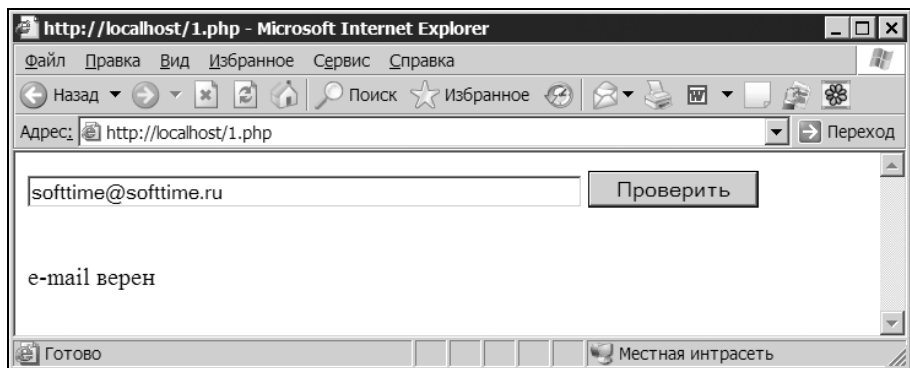 http://localhost/1.php - Microsoft Internet Explorer
Файл Правка Вид Избранное Сервис Справка
Назад Поиск Избранное
Адрес: http://localhost/1.php Переход
softtime@softtime.ru Проверить
e-mail верен
Готово Местная интрасеть